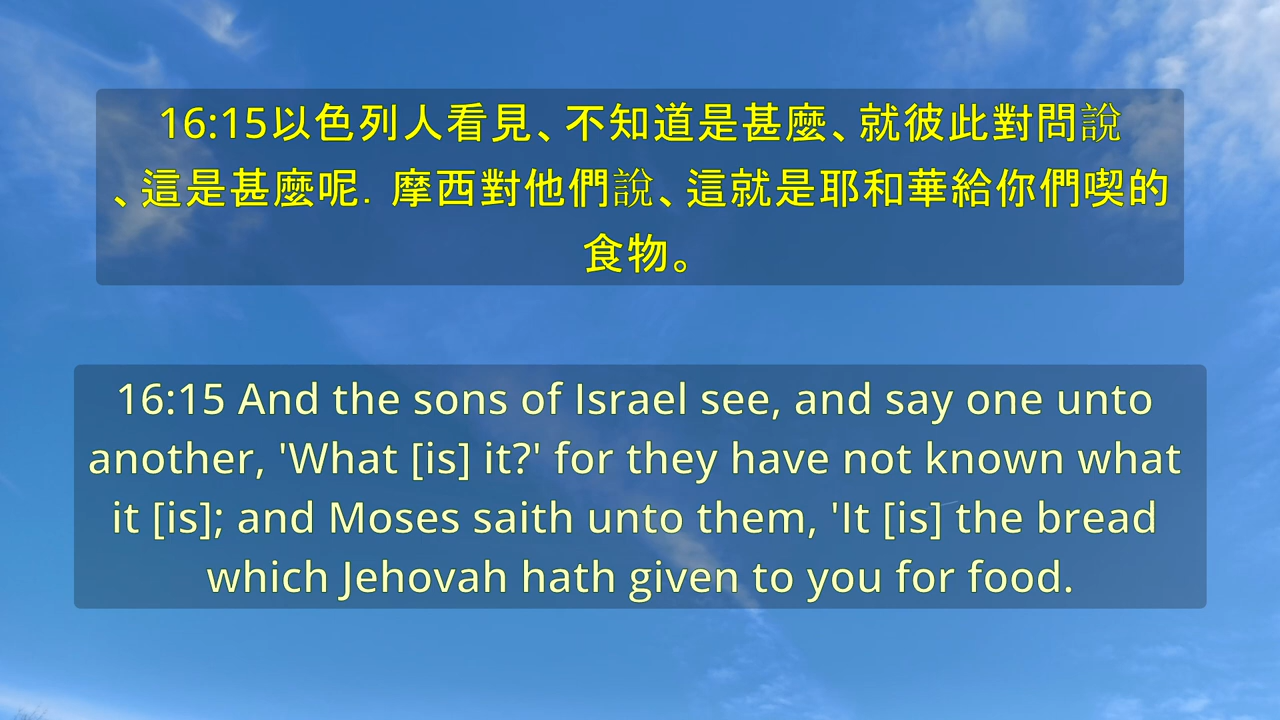 16:15以色列人看見、不知道是甚麼、就彼此對問說
、這是甚麼呢. 摩西對他們說、這就是耶和華給你們喫的
食物。
16:15 And the sons of Israel see, and say one unto
another, 'What [is] it?' for they have not known what
it [is]; and Moses saith unto them, 'It [is] the bread
which Jehovah hath given to you for food.